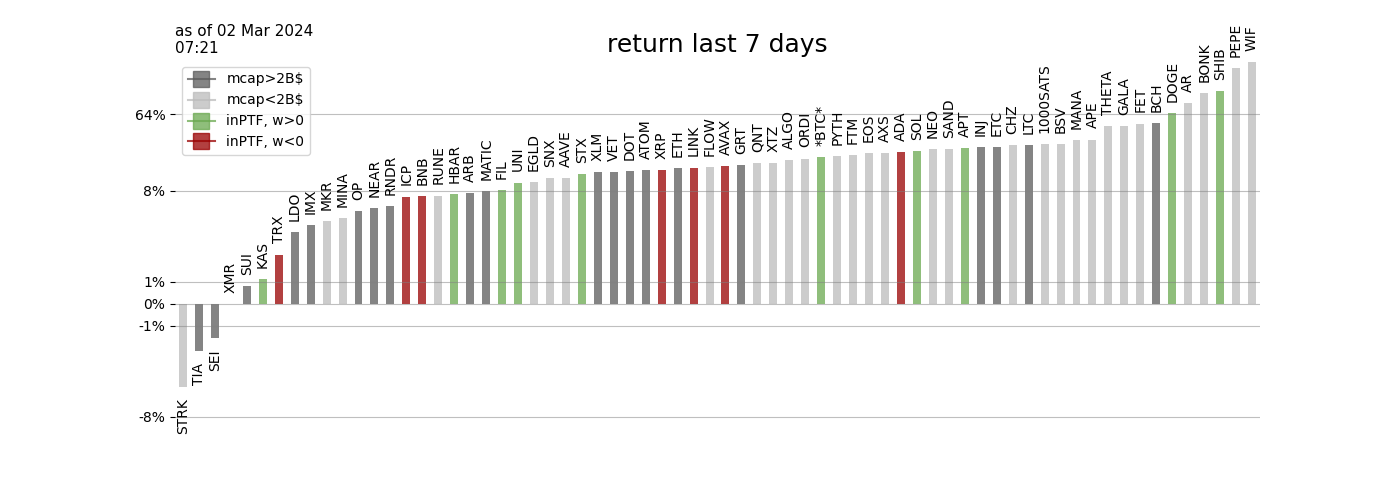 as of 02 Mar 2024
07:21
return last 7 days
mcap>2B$
mcap<2B$
inPTF, w>0
inPTF, w<0
64%
8%
1%
0%
-1%
-8%
STRK
TIA
SEI
XMR
SUI
KAS
TRX
LDO
IMX
MKR
MINA
OP
NEAR
RNDR
ICP
BNB
RUNE
HBAR
ARB
MATIC
FIL
UNI
EGLD
SNX
AAVE
STX
XLM
VET
DOT
ATOM
XRP
ETH
LINK
FLOW
AVAX
GRT
QNT
XTZ
ALGO
ORDI
*BTC*
PYTH
FTM
EOS
AXS
ADA
SOL
NEO
SAND
APT
INJ
ETC
CHZ
LTC
1000SATS
BSV
MANA
APE
THETA
GALA
FET
BCH
DOGE
AR
BONK
SHIB
PEPE
WIF